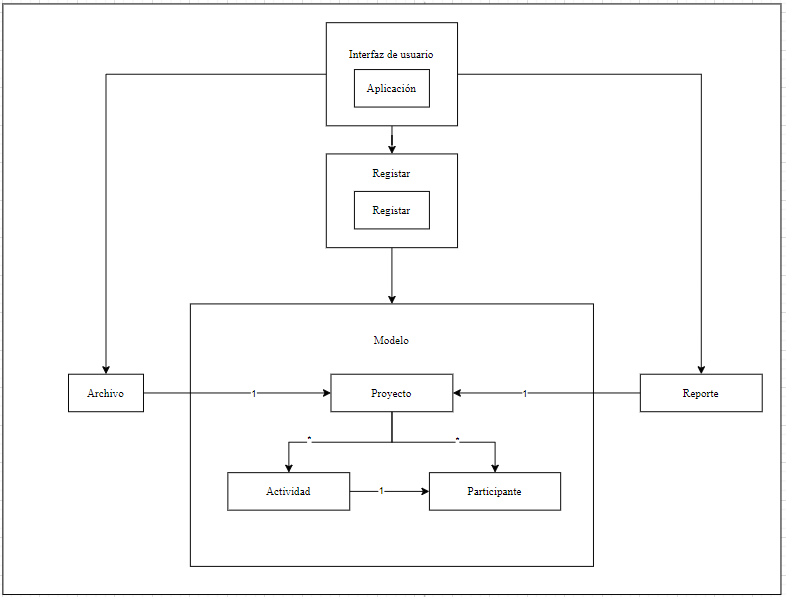 Interfaz de usuario
Aplicación
Registar
Registar
Modelo
Archivo
1
Proyecto
1
Reporte
*
*
Actividad
1
Participante